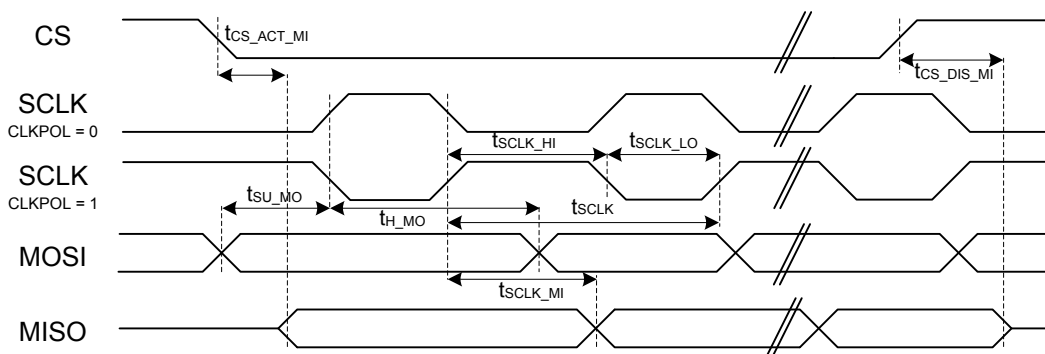 CS
tCS_ACT_MI
tCS_DIS_MI
SCLK
CLKPOL = 0
tSCLK_HI
tSCLK_LO
SCLK
CLKPOL = 1
tSU_MO
tH_MO
tSCLK
MOSI
tSCLK_MI
MISO